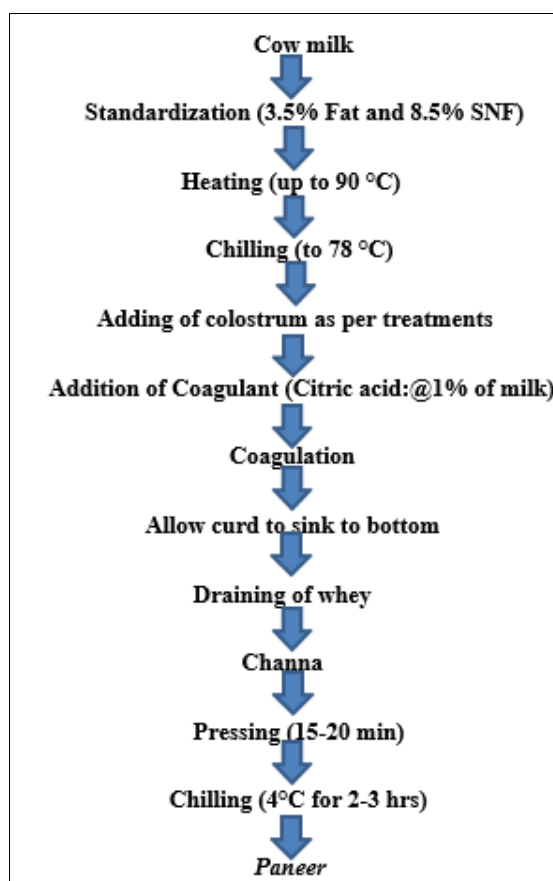 Cow milk
Standardization (3.5% Fat and 8.5% SNF)
Heating (up to 90 °C)
Chilling (to 78 °C)
Adding of colostrum as per treatments
Addition of Coagulant (Citric acid:@1% of milk)
Coagulation
Allow curd to sink to bottom
Draining of whey
Channa
Pressing (15-20 min)
Chilling (4°C for 2-3 hrs)
Paneer